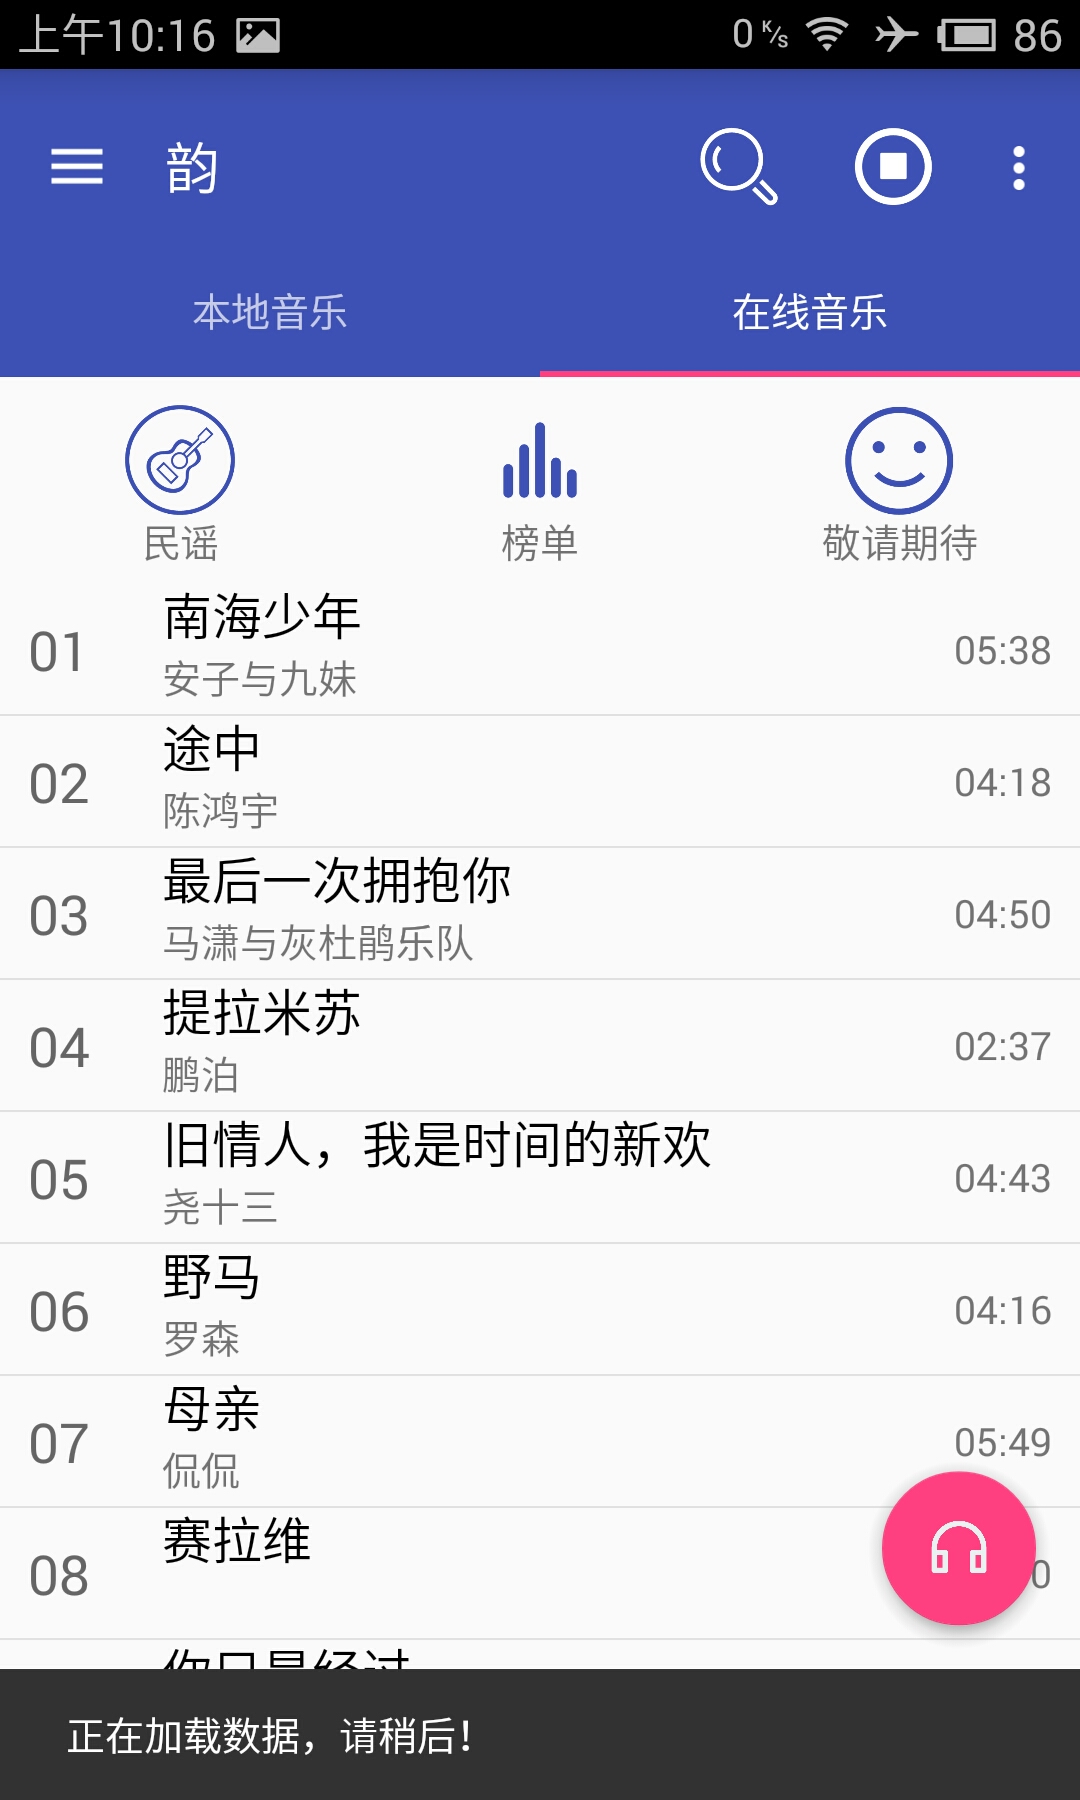 上午10:16
0 K/s
86
韵
本地音乐
在线音乐
民谣
榜单
敬请期待
01
南海少年
安子与九妹
05:38
02
途中
陈鸿宇
04:18
03
最后一次拥抱你
马潇与灰杜鹃乐队
04:50
04
提拉米苏
鹏泊
02:37
05
旧情人，我是时间的新欢
尧十三
04:43
06
野马
罗森
04:16
07
母亲
侃侃
05:49
08
赛拉维
0
你只是经过
正在加载数据，请稍后！